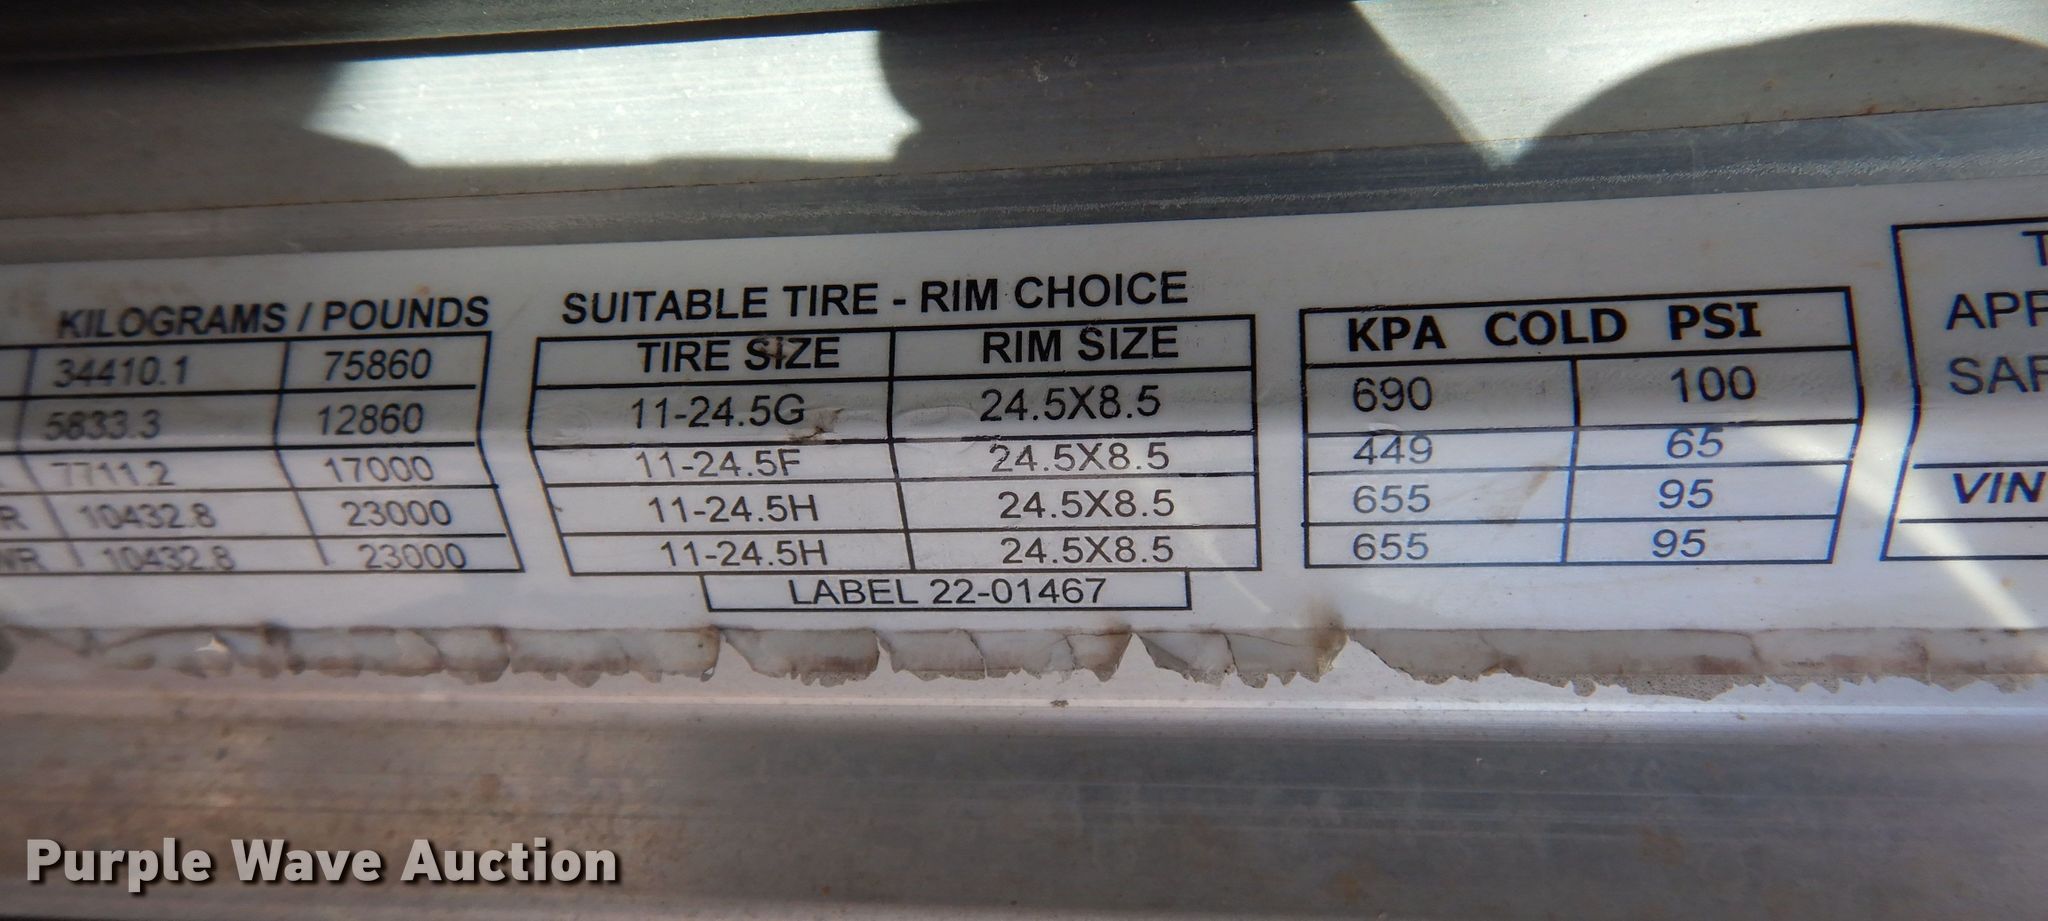 KILOGRAMS / POUNDS
34410.1 75860
5833.3 12860
7711.2 17000
R 10432.8 23000
WR 10432.8 23000
SUITABLE TIRE - RIM CHOICE
TIRE SIZE RIM SIZE
11-24.5G 24.5X8.5
11-24.5F 24.5X8.5
11-24.5H 24.5X8.5
11-24.5H 24.5X8.5
LABEL 22-01467
KPA COLD PSI
690 100
449 65
655 95
655 95
T
APP
SAF
VIN
Purple Wave Auction